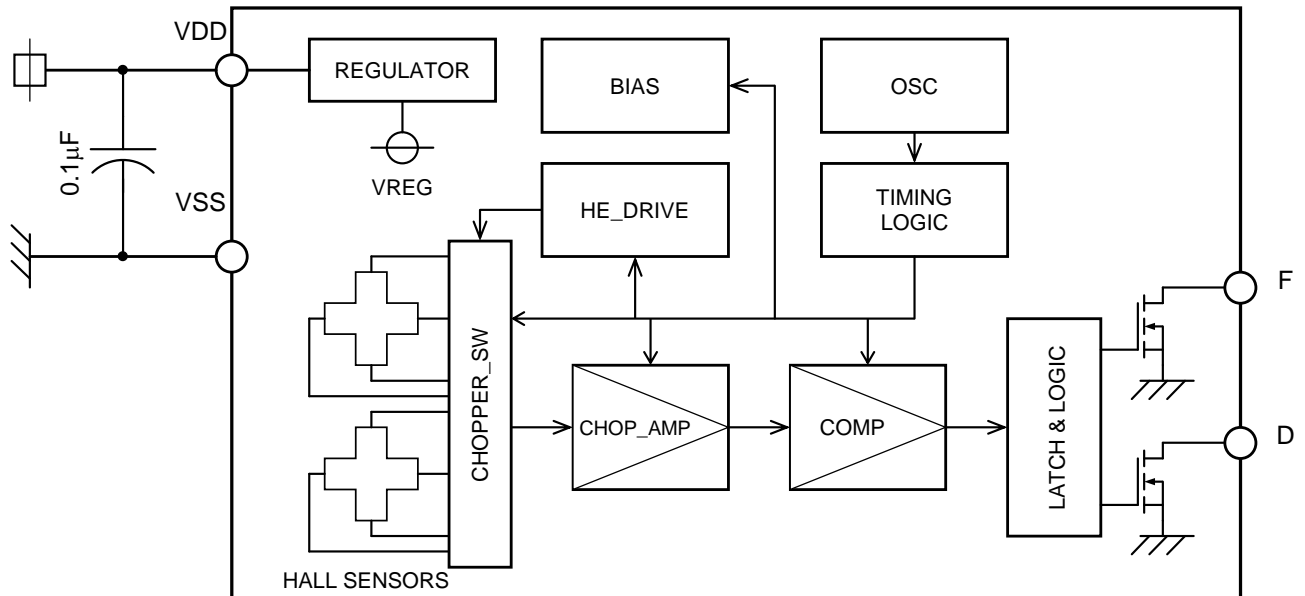 VDD
REGULATOR
BIAS
OSC
0.1µF
VREG
VSS
HE_DRIVE
TIMING
LOGIC
F
CHOPPER_SW
CHOP_AMP
COMP
LATCH & LOGIC
D
HALL SENSORS